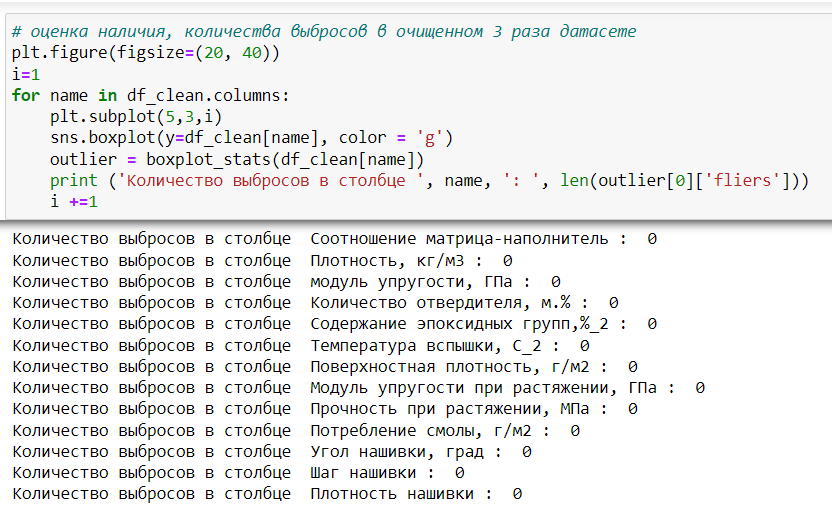 # оценка наличия, количества выбросов в очищенном 3 раза датасете
plt.figure(figsize=(20, 40))
i=1
for name in df_clean.columns:
    plt.subplot(5,3,i)
    sns.boxplot(y=df_clean[name], color = 'g')
    outlier = boxplot_stats(df_clean[name])
    print ('Количество выбросов в столбце ', name, ': ', len(outlier[0]['fliers']))
    i +=1
Количество выбросов в столбце  Соотношение матрица-наполнитель :  0
Количество выбросов в столбце  Плотность, кг/м3 :  0
Количество выбросов в столбце  модуль упругости, ГПа :  0
Количество выбросов в столбце  Количество отвердителя, м.% :  0
Количество выбросов в столбце  Содержание эпоксидных групп,%_2 :  0
Количество выбросов в столбце  Температура вспышки, С_2 :  0
Количество выбросов в столбце  Поверхностная плотность, г/м2 :  0
Количество выбросов в столбце  Модуль упругости при растяжении, ГПа :  0
Количество выбросов в столбце  Прочность при растяжении, МПа :  0
Количество выбросов в столбце  Потребление смолы, г/м2 :  0
Количество выбросов в столбце  Угол нашивки, град :  0
Количество выбросов в столбце  Шаг нашивки :  0
Количество выбросов в столбце  Плотность нашивки :  0